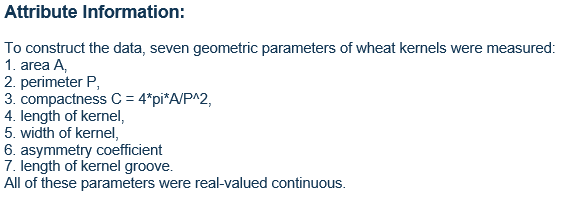 Attribute Information:
To construct the data, seven geometric parameters of wheat kernels were measured:
1. area A,
2. perimeter P,
3. compactness C = 4*pi*A/P^2,
4. length of kernel,
5. width of kernel,
6. asymmetry coefficient
7. length of kernel groove.
All of these parameters were real-valued continuous.